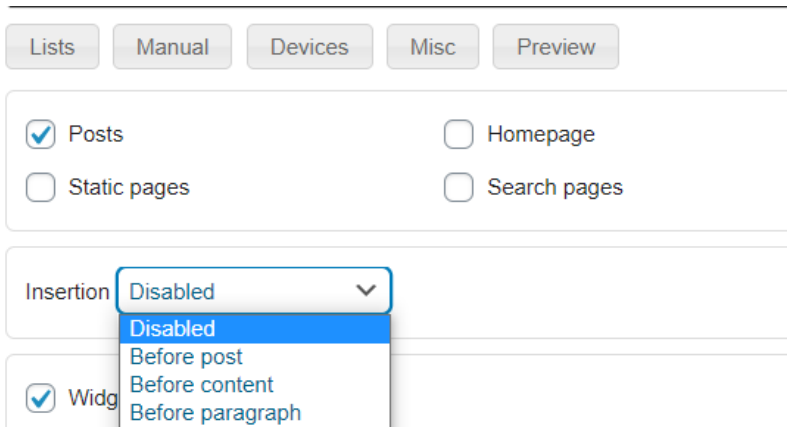 Lists Manual Devices Misc Preview
Posts Homepage
Static pages Search pages
Insertion Disabled
Disabled
Before post
Before content
Widg
Before paragraph